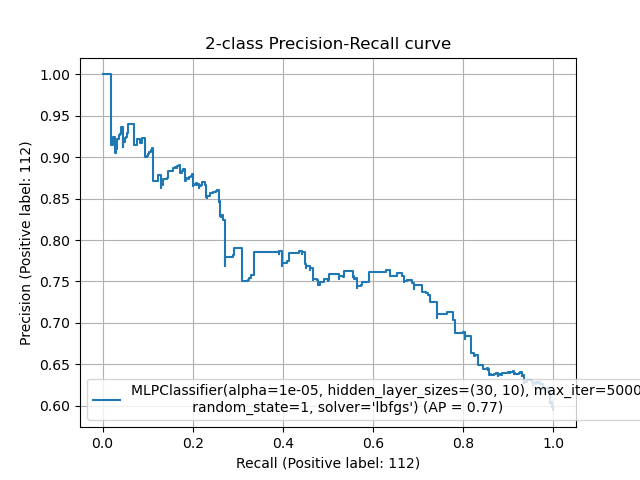 2-class Precision-Recall curve
1.00
0.95
0.90
0.85
0.80
0.75
0.70
0.65
0.60
Precision (Positive label: 112)
MLPClassifier(alpha=1e-05, hidden_layer_sizes=(30, 10), max_iter=5000
random_state=1, solver='lbfgs') (AP = 0.77)
0.0 0.2 0.4 0.6 0.8 1.0
Recall (Positive label: 112)